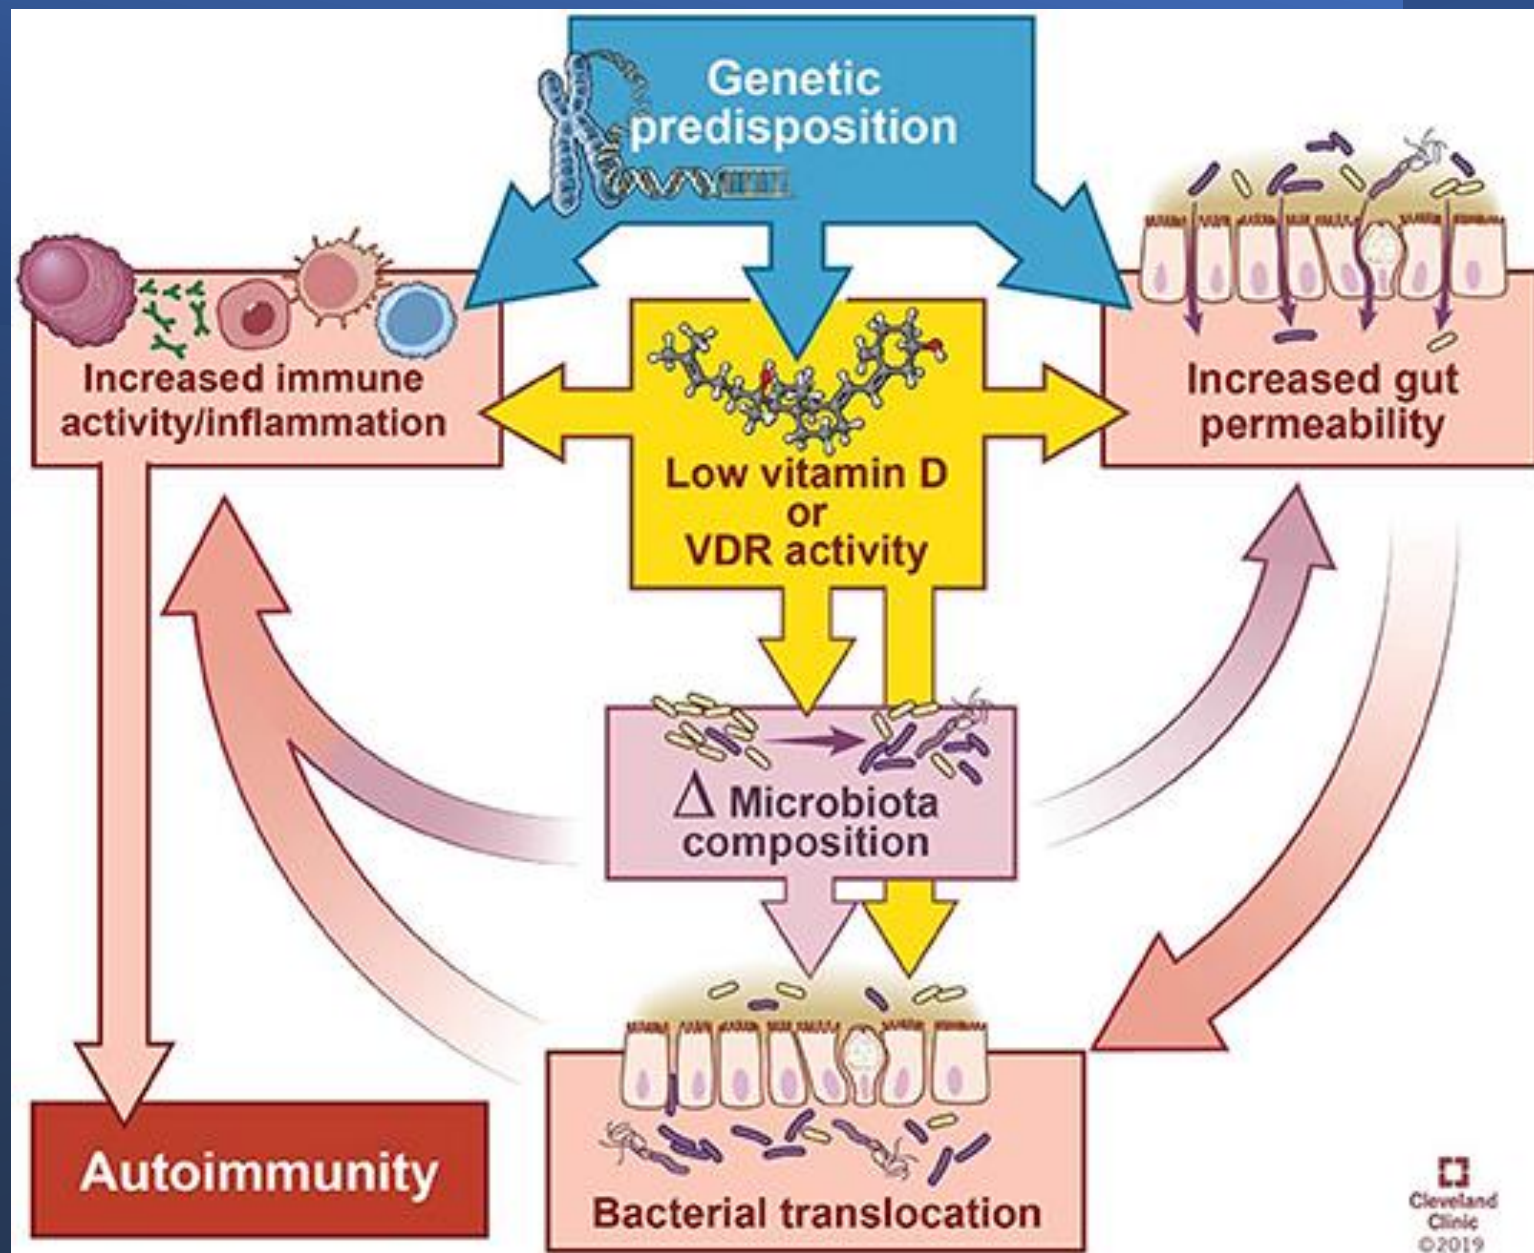 Genetic
predisposition
Increased immune
activity/inflammation
Low vitamin D
or
VDR activity
Increased gut
permeability
Δ Microbiota
composition
Autoimmunity
Bacterial translocation
Cleveland
Clinic
©2019